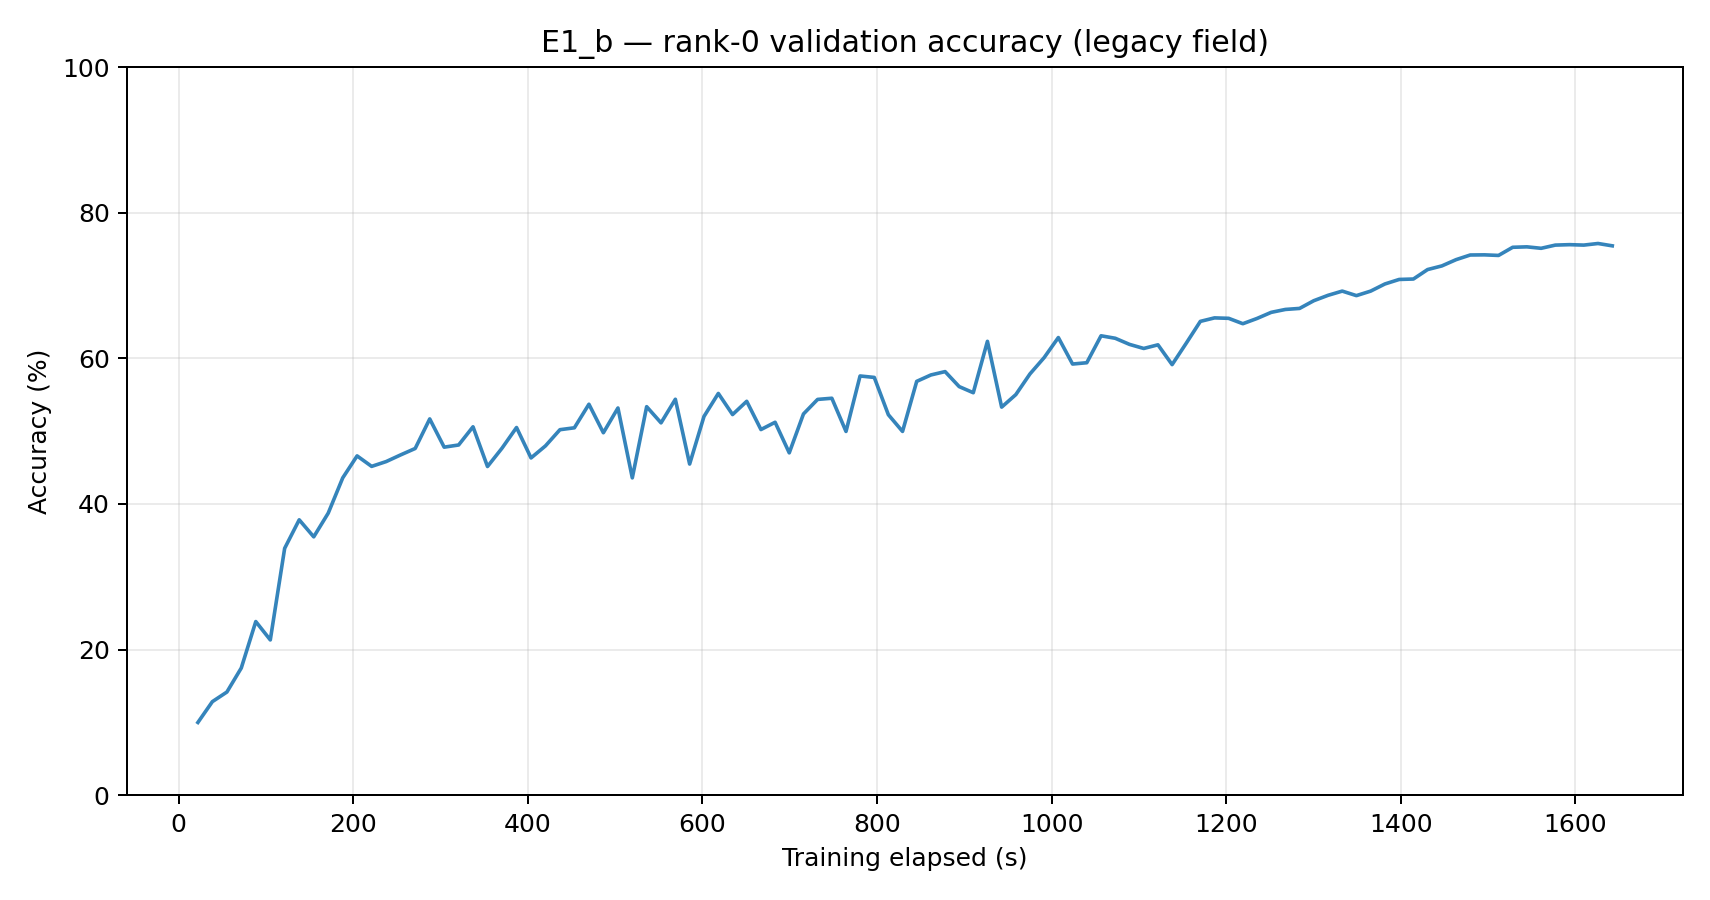 E1_b — rank-0 validation accuracy (legacy field)
100
80
60
40
20
0
Accuracy (%)
0 200 400 600 800 1000 1200 1400 1600
Training elapsed (s)